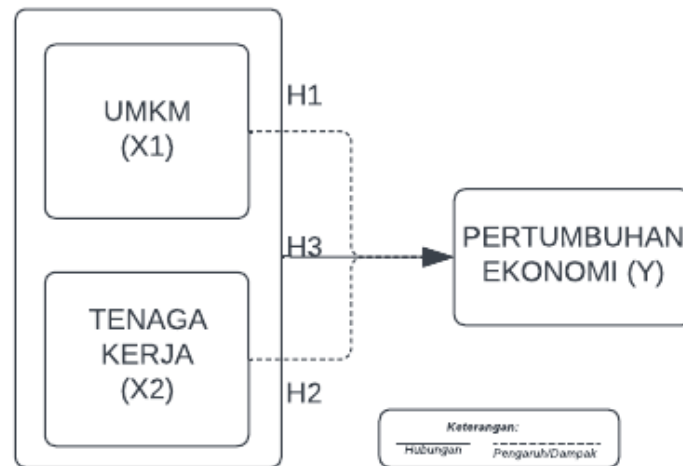 UMKM
(X1)
H1
H3
PERTUMBUHAN
EKONOMI (Y)
TENAGA
KERJA
(X2)
H2
Keterangan:
Hubungan Pengaruh/Dampak